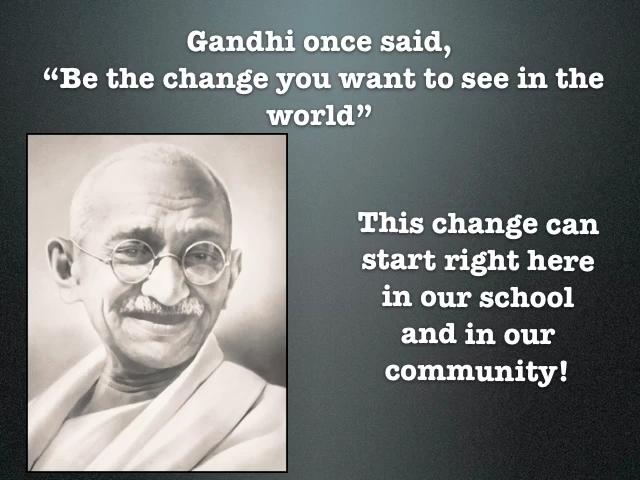 Gandhi once said,
“Be the change you want to see in the
world”
This change can
start right here
in our school
and in our
community!